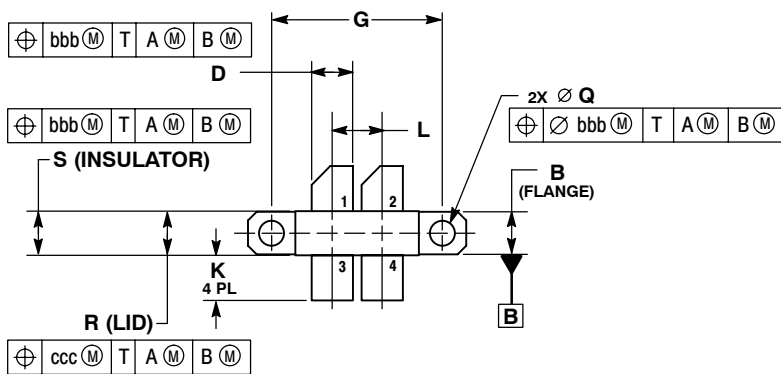 G
⌖ bbb Ⓜ T A Ⓜ B Ⓜ
D
2X ⌀ Q
⌖ bbb Ⓜ T A Ⓜ B Ⓜ
L
⌖ ⌀ bbb Ⓜ T A Ⓜ B Ⓜ
S (INSULATOR)
B
(FLANGE)
1 2
3 4
K
4 PL
R (LID)
B
⌖ ccc Ⓜ T A Ⓜ B Ⓜ